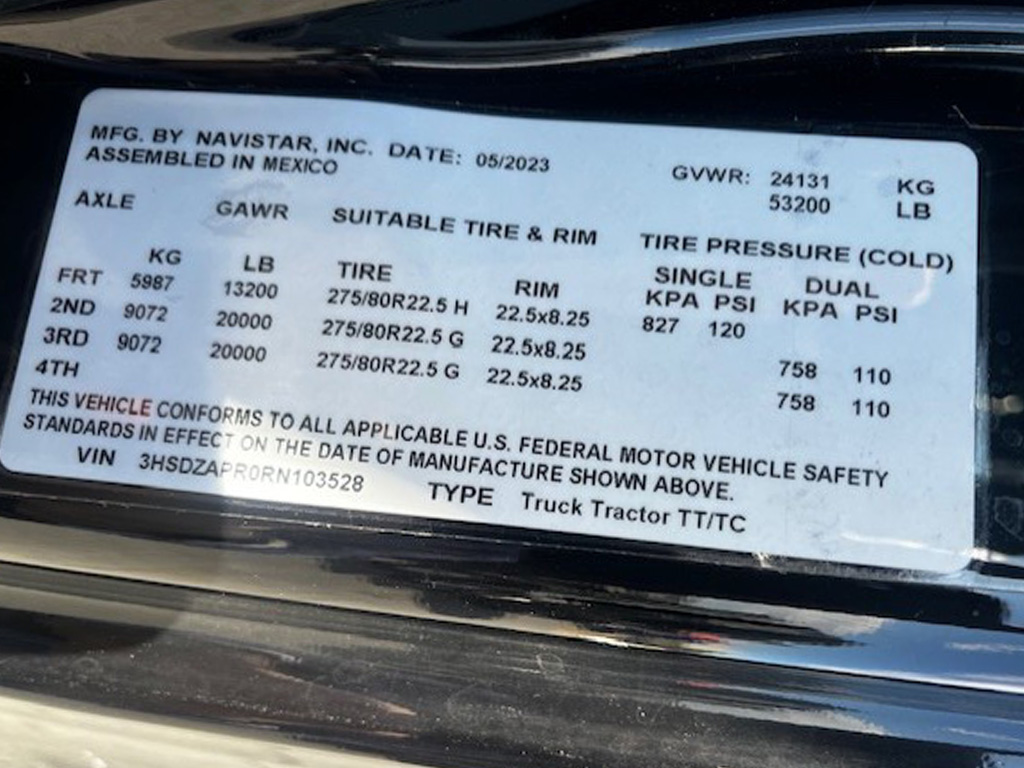 MFG. BY NAVISTAR, INC. DATE: 05/2023 GVWR: 24131 KG
ASSEMBLED IN MEXICO 53200 LB
AXLE GAWR SUITABLE TIRE & RIM TIRE PRESSURE (COLD)
SINGLE DUAL
KG LB TIRE RIM KPA PSI KPA PSI
FRT 5987 13200 275/80R22.5 H 22.5x8.25 827 120
2ND 9072 20000 275/80R22.5 G 22.5x8.25 758 110
3RD 9072 20000 275/80R22.5 G 22.5x8.25 758 110
4TH
THIS VEHICLE CONFORMS TO ALL APPLICABLE U.S. FEDERAL MOTOR VEHICLE SAFETY
STANDARDS IN EFFECT ON THE DATE OF MANUFACTURE SHOWN ABOVE.
VIN 3HSDZAPR0RN103528 TYPE Truck Tractor TT/TC